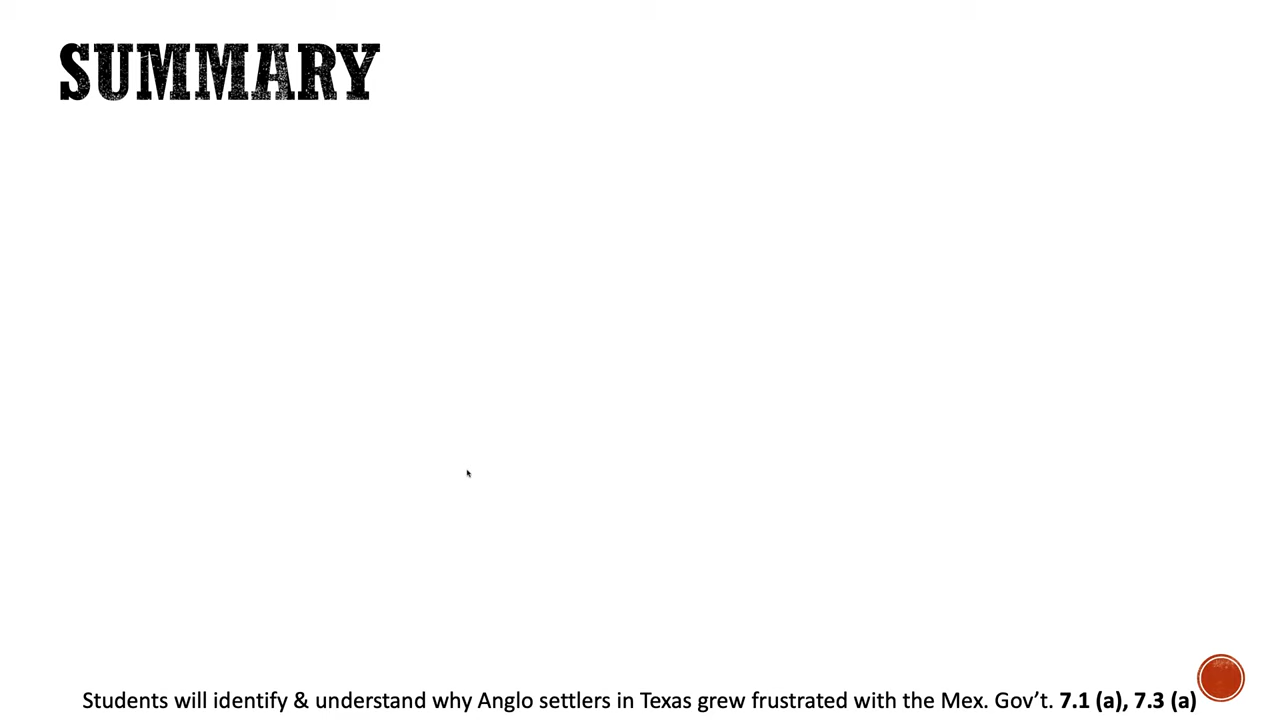 SUMMARY
Students will identify & understand why Anglo settlers in Texas grew frustrated with the Mex. Gov’t. 7.1 (a), 7.3 (a)